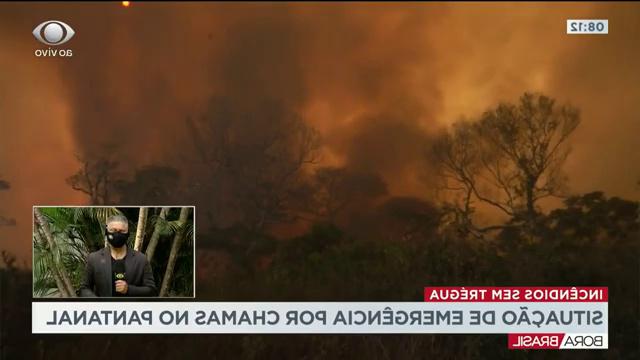 08:12
ao vivo
INCÊNDIOS SEM TRÉGUA
SITUAÇÃO DE EMERGÊNCIA POR CHAMAS NO PANTANAL
BORA BRASIL